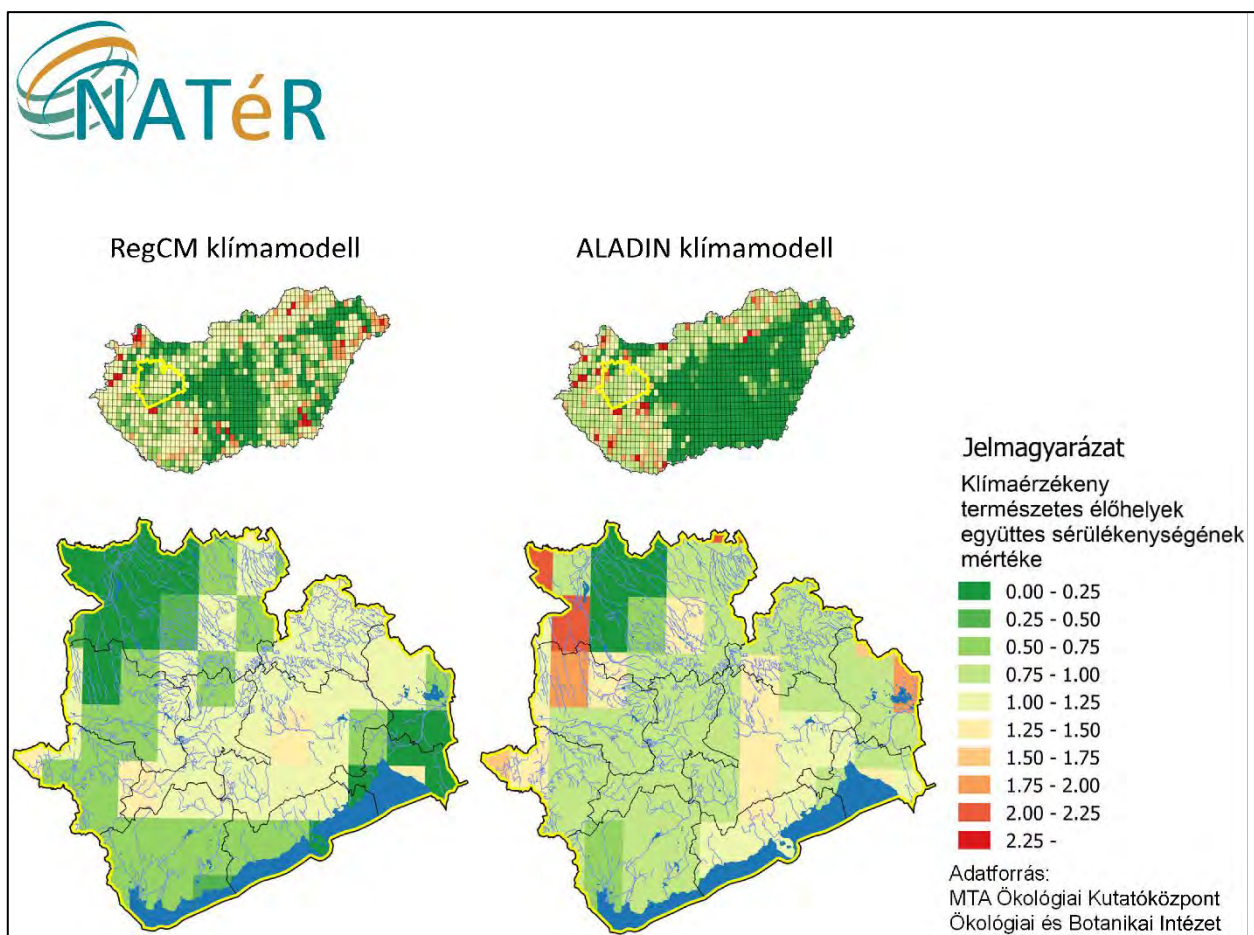 NATéR
RegCM klímamodell
ALADIN klímamodell
Jelmagyarázat
Klímaérzékeny
természetes élőhelyek
együttes sérülékenységének
mértéke
0.00 - 0.25
0.25 - 0.50
0.50 - 0.75
0.75 - 1.00
1.00 - 1.25
1.25 - 1.50
1.50 - 1.75
1.75 - 2.00
2.00 - 2.25
2.25 -
Adatforrás:
MTA Ökológiai Kutatóközpont
Ökológiai és Botanikai Intézet